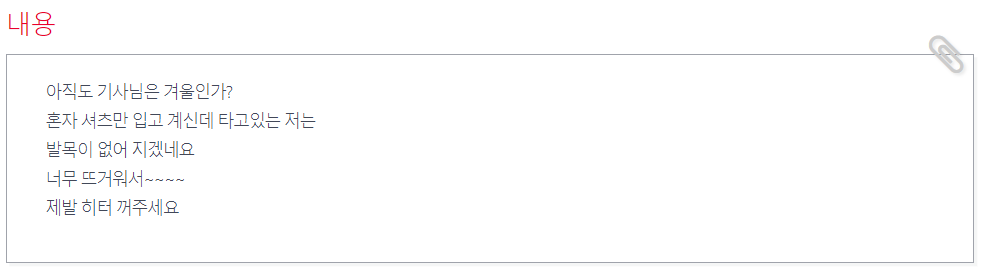 내용
아직도 기사님은 겨울인가?
혼자 셔츠만 입고 계신데 타고있는 저는
발목이 없어 지겠네요
너무 뜨거워서~~~~
제발 히터 꺼주세요